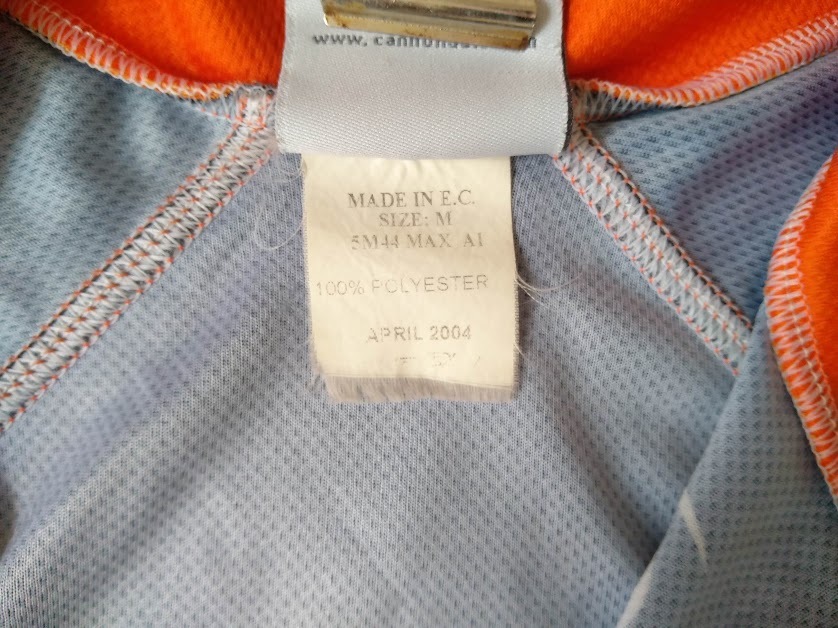 MADE IN E.C.
SIZE: M
5M44 MAX A1
100% POLYESTER
APRIL 2004